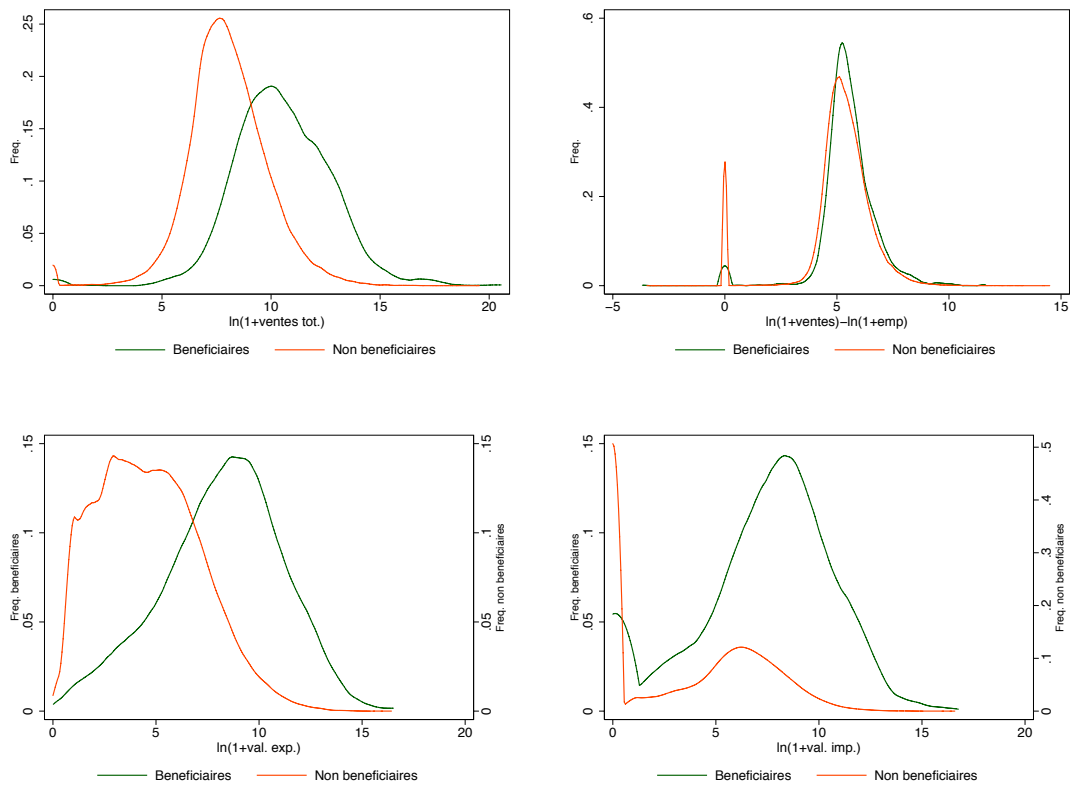 Freq.
.25
.2
.15
.1
.05
0
0 5 10 15 20
ln(1+ventes tot.)
Beneficiaires Non beneficiaires
Freq.
.6
.4
.2
0
−5 0 5 10 15
ln(1+ventes)−ln(1+emp)
Beneficiaires Non beneficiaires
Freq. beneficiaires
.15
.1
.05
0
.15
.1
.05
0
Freq. non beneficiaires
0 5 10 15 20
ln(1+val. exp.)
Beneficiaires Non beneficiaires
Freq. beneficiaires
.15
.1
.05
0
.5
.4
.3
.2
.1
0
Freq. non beneficiaires
0 5 10 15 20
ln(1+val. imp.)
Beneficiaires Non beneficiaires